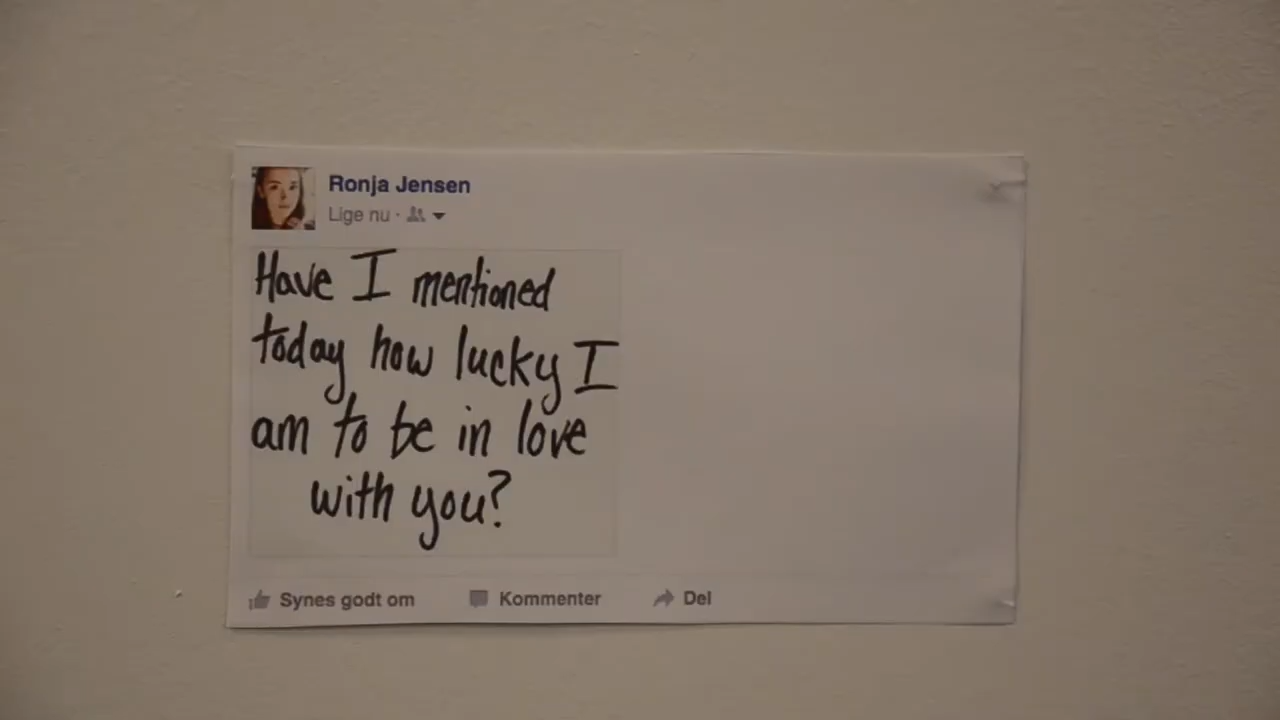 Ronja Jensen
Lige nu ·
Have I mentioned
today how lucky I
am to be in love
with you?
Synes godt om Kommenter Del